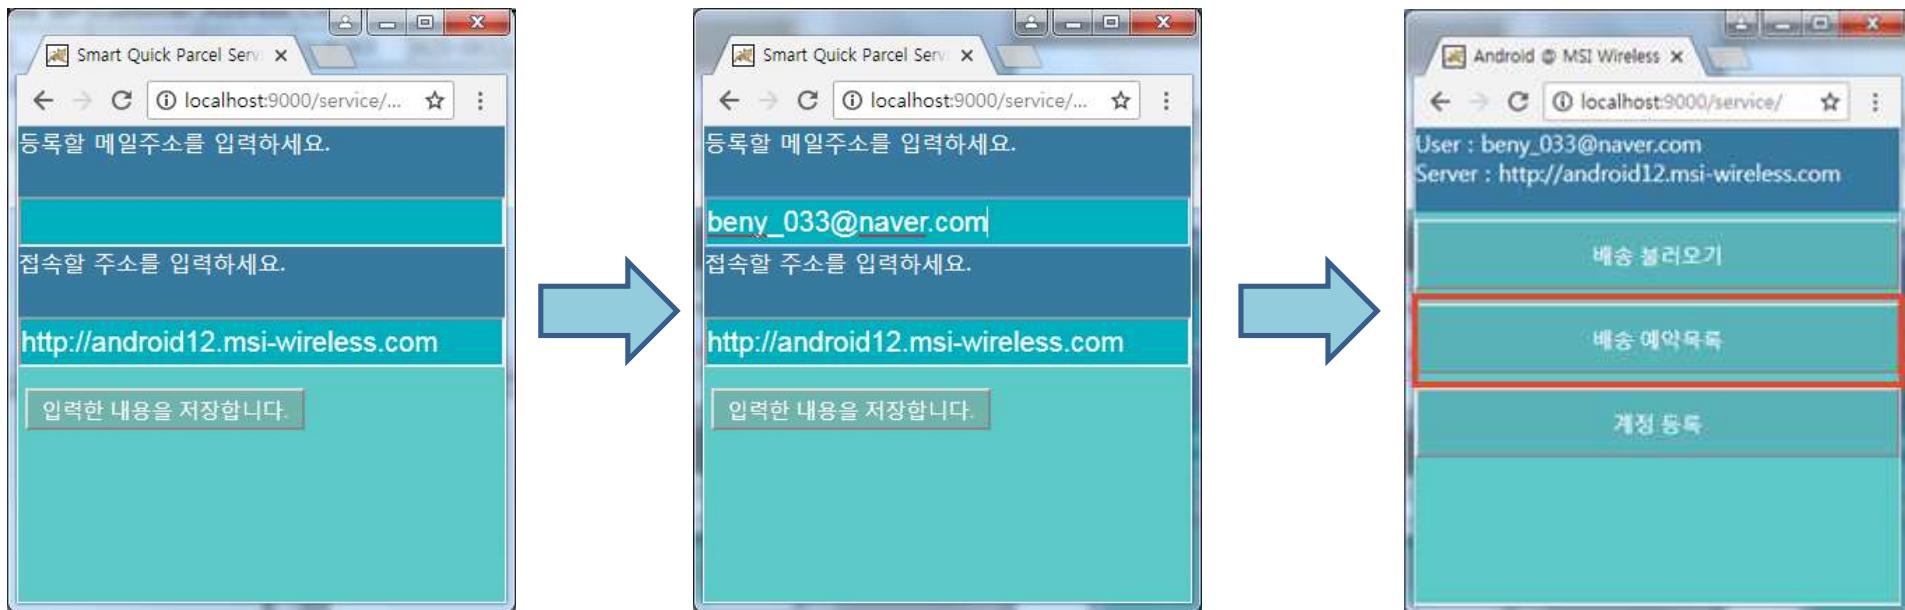 Smart Quick Parcel Serv
localhost:9000/service/...
등록할 메일주소를 입력하세요.
접속할 주소를 입력하세요.
http://android12.msi-wireless.com
입력한 내용을 저장합니다.
Smart Quick Parcel Serv
localhost:9000/service/...
등록할 메일주소를 입력하세요.
beny_033@naver.com
접속할 주소를 입력하세요.
http://android12.msi-wireless.com
입력한 내용을 저장합니다.
Android @ MSI Wireless
localhost:9000/service/
User : beny_033@naver.com
Server : http://android12.msi-wireless.com
배송 불러오기
배송 예약목록
계정 등록